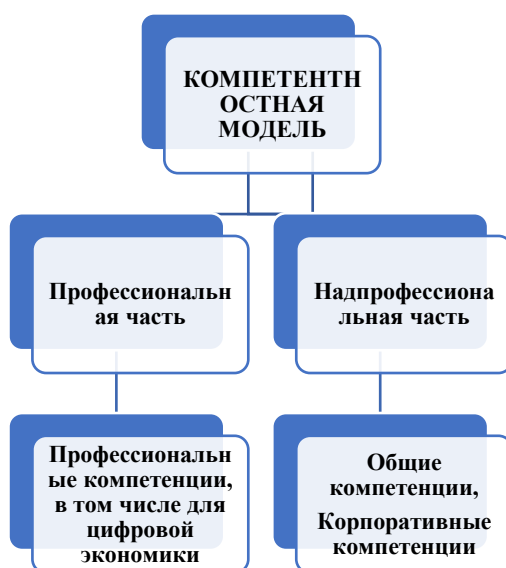 КОМПЕТЕНТН
ОСТНАЯ
МОДЕЛЬ
Профессиональн
ая часть
Надпрофессиона
льная часть
Профессиональн
ые компетенции,
в том числе для
цифровой
экономики
Общие
компетенции,
Корпоративные
компетенции